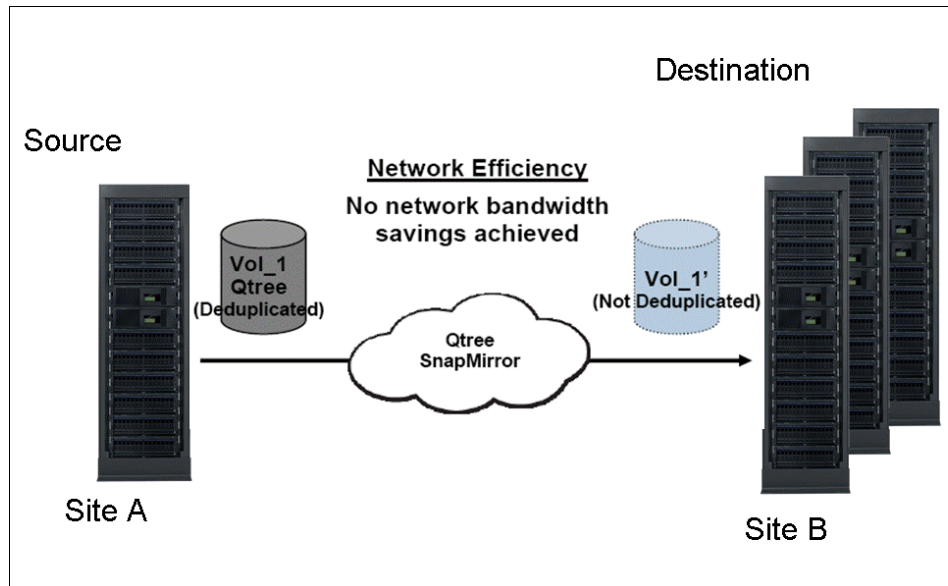 Destination
Source
Network Efficiency
No network bandwidth
savings achieved
Vol_1
Qtree
(Deduplicated)
Vol_1’
(Not Deduplicated)
Qtree
SnapMirror
Site A
Site B